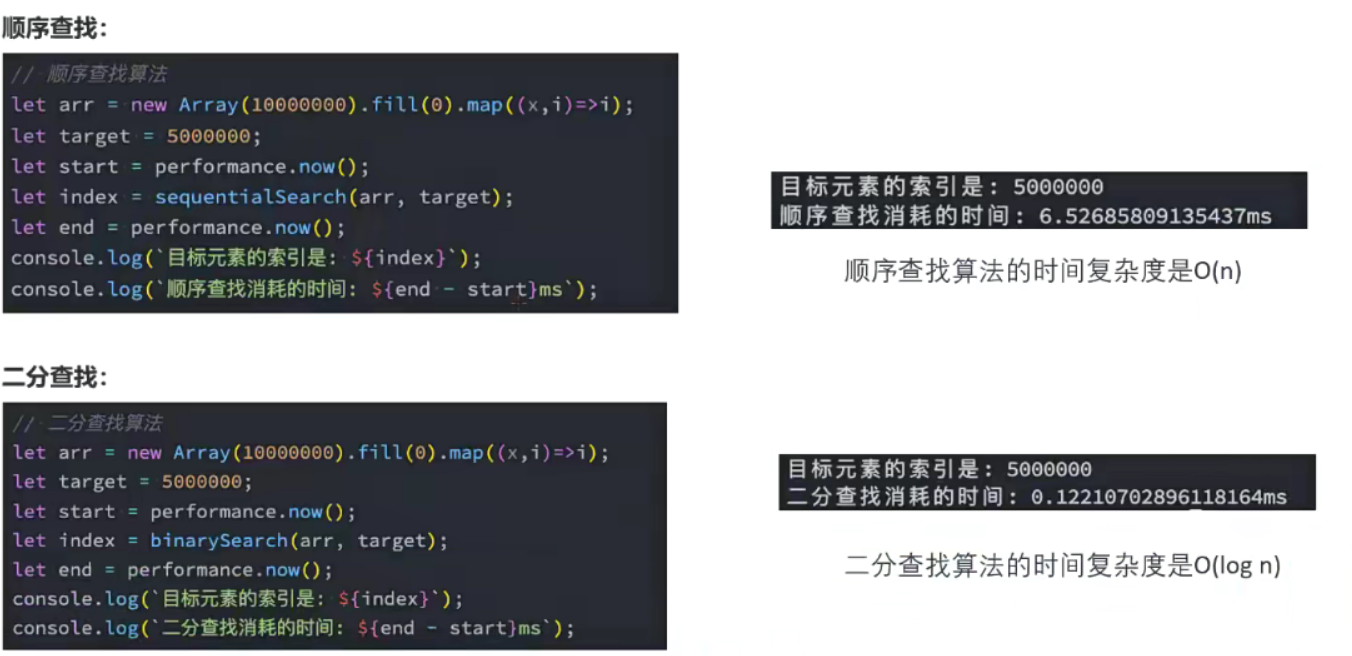 顺序查找：
// 顺序查找算法
let arr = new Array(10000000).fill(0).map((x,i)=>i);
let target = 5000000;
let start = performance.now();
let index = sequentialSearch(arr, target);
let end = performance.now();
console.log(`目标元素的索引是: ${index}`);
console.log(`顺序查找消耗的时间: ${end - start}ms`);
目标元素的索引是: 5000000
顺序查找消耗的时间: 6.52685809135437ms
顺序查找算法的时间复杂度是O(n)
二分查找：
// 二分查找算法
let arr = new Array(10000000).fill(0).map((x,i)=>i);
let target = 5000000;
let start = performance.now();
let index = binarySearch(arr, target);
let end = performance.now();
console.log(`目标元素的索引是: ${index}`);
console.log(`二分查找消耗的时间: ${end - start}ms`);
目标元素的索引是: 5000000
二分查找消耗的时间: 0.12210702896118164ms
二分查找算法的时间复杂度是O(log n)